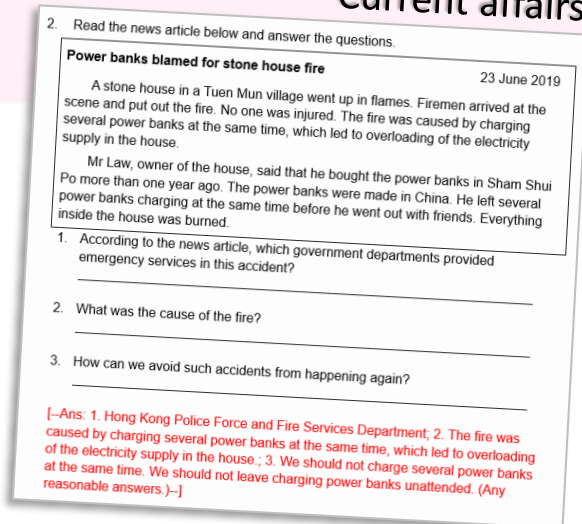 Current affairs
2. Read the news article below and answer the questions.
Power banks blamed for stone house fire
23 June 2019
A stone house in a Tuen Mun village went up in flames. Firemen arrived at the
scene and put out the fire. No one was injured. The fire was caused by charging
several power banks at the same time, which led to overloading of the electricity
supply in the house.
Mr Law, owner of the house, said that he bought the power banks in Sham Shui
Po more than one year ago. The power banks were made in China. He left several
power banks charging at the same time before he went out with friends. Everything
inside the house was burned.
1. According to the news article, which government departments provided
emergency services in this accident?
2. What was the cause of the fire?
3. How can we avoid such accidents from happening again?
[--Ans: 1. Hong Kong Police Force and Fire Services Department; 2. The fire was
caused by charging several power banks at the same time, which led to overloading
of the electricity supply in the house.; 3. We should not charge several power banks
at the same time. We should not leave charging power banks unattended. (Any
reasonable answers.)--]